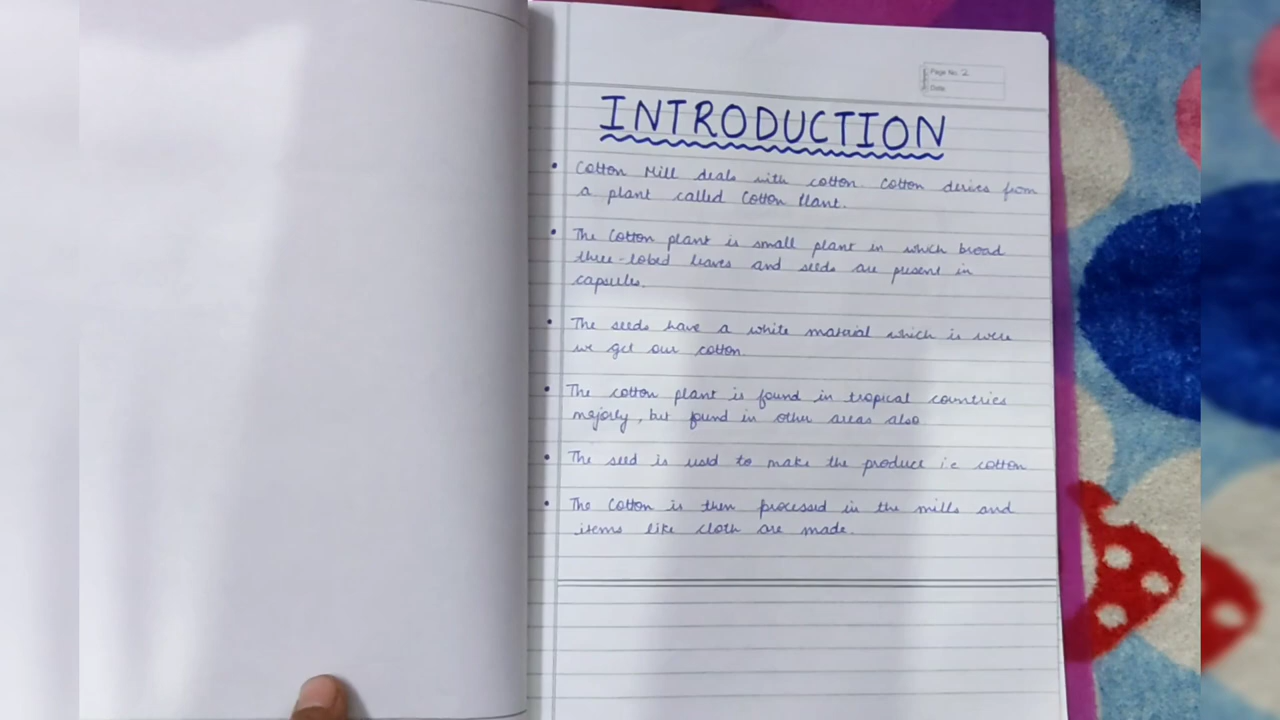 Page No. 2
Date
INTRODUCTION
• Cotton Mill deals with cotton. Cotton derives from
a plant called Cotton Plant.
• The Cotton plant is small plant in which broad
three-lobed leaves and seeds are present in
capsules.
• The seeds have a white material which is were
we get our cotton.
• The cotton plant is found in tropical countries
majorly, but found in other areas also
• The seed is used to make the produce i.e cotton
• The Cotton is then processed in the mills and
items like cloth are made.